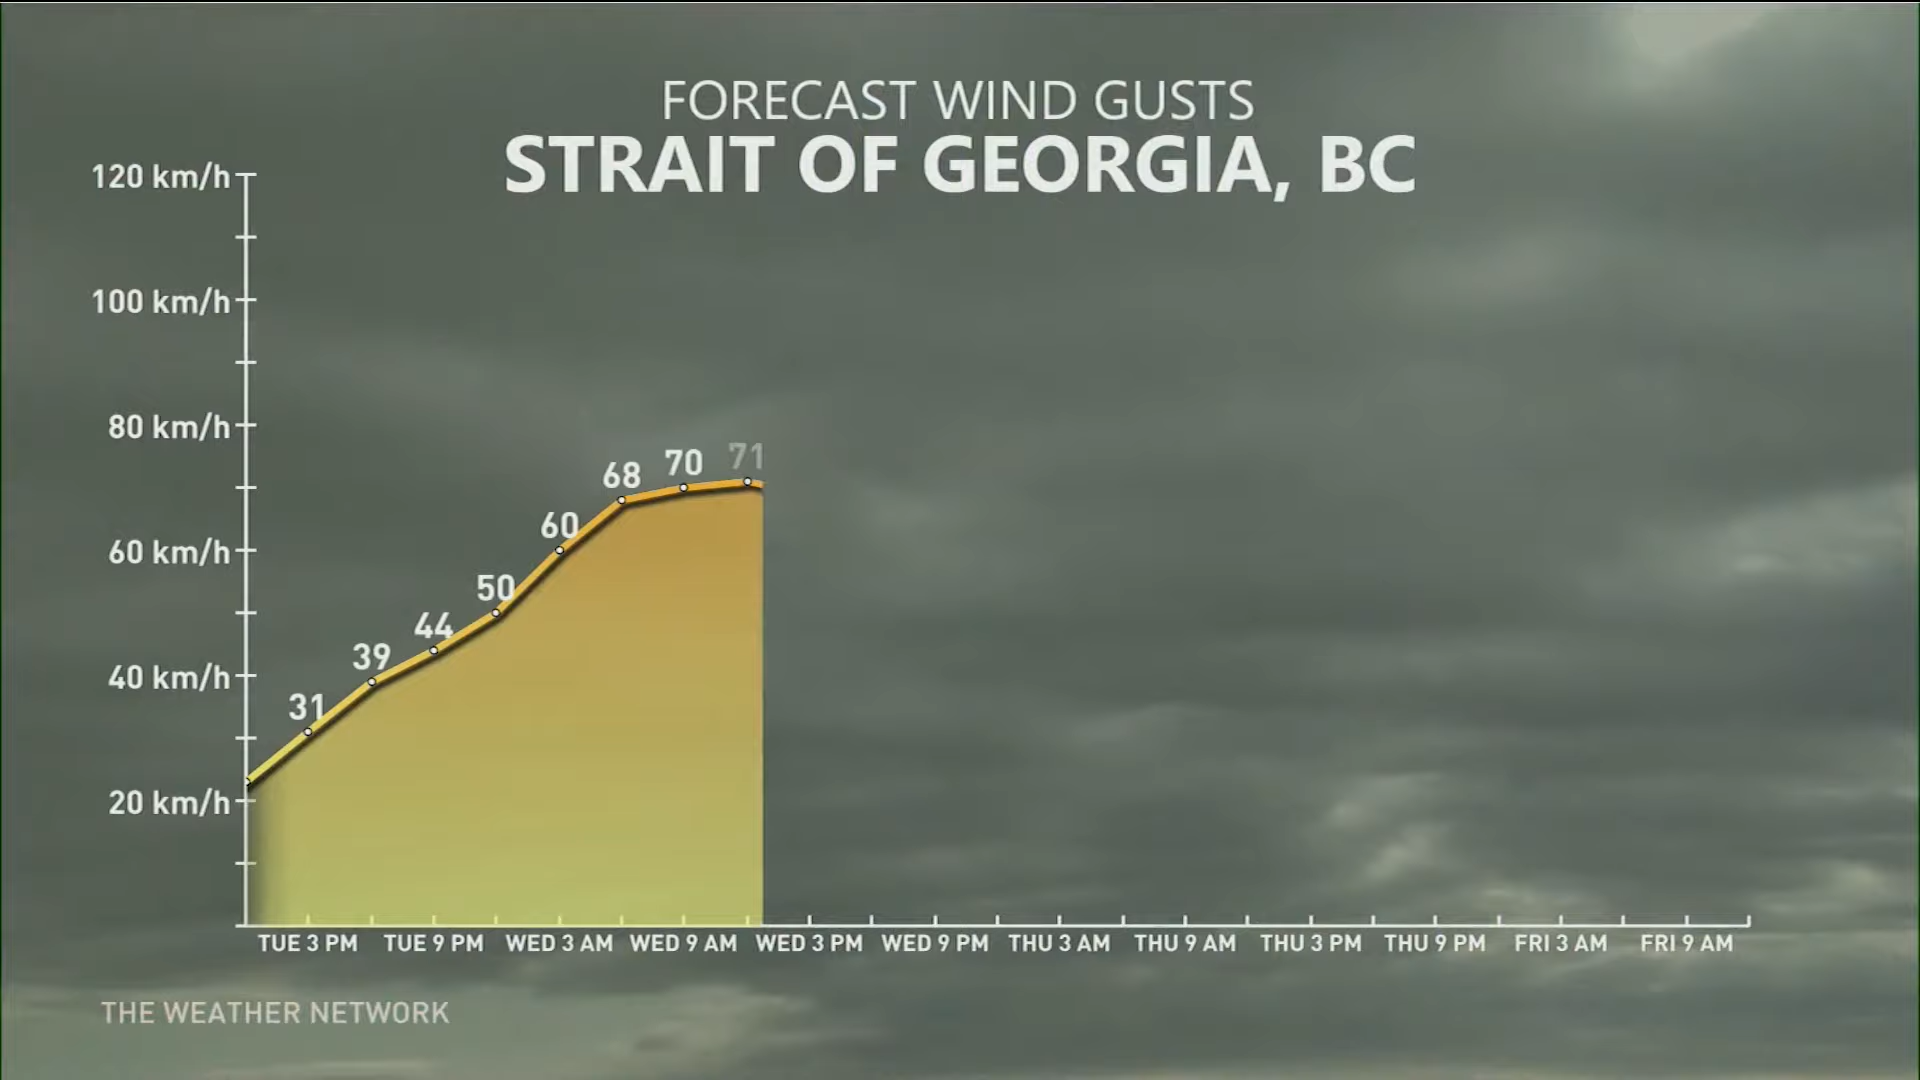 FORECAST WIND GUSTS
STRAIT OF GEORGIA, BC
120 km/h
100 km/h
80 km/h
60 km/h
40 km/h
20 km/h
31
39
44
50
60
68
70
71
TUE 3 PM
TUE 9 PM
WED 3 AM
WED 9 AM
WED 3 PM
WED 9 PM
THU 3 AM
THU 9 AM
THU 3 PM
THU 9 PM
FRI 3 AM
FRI 9 AM
THE WEATHER NETWORK